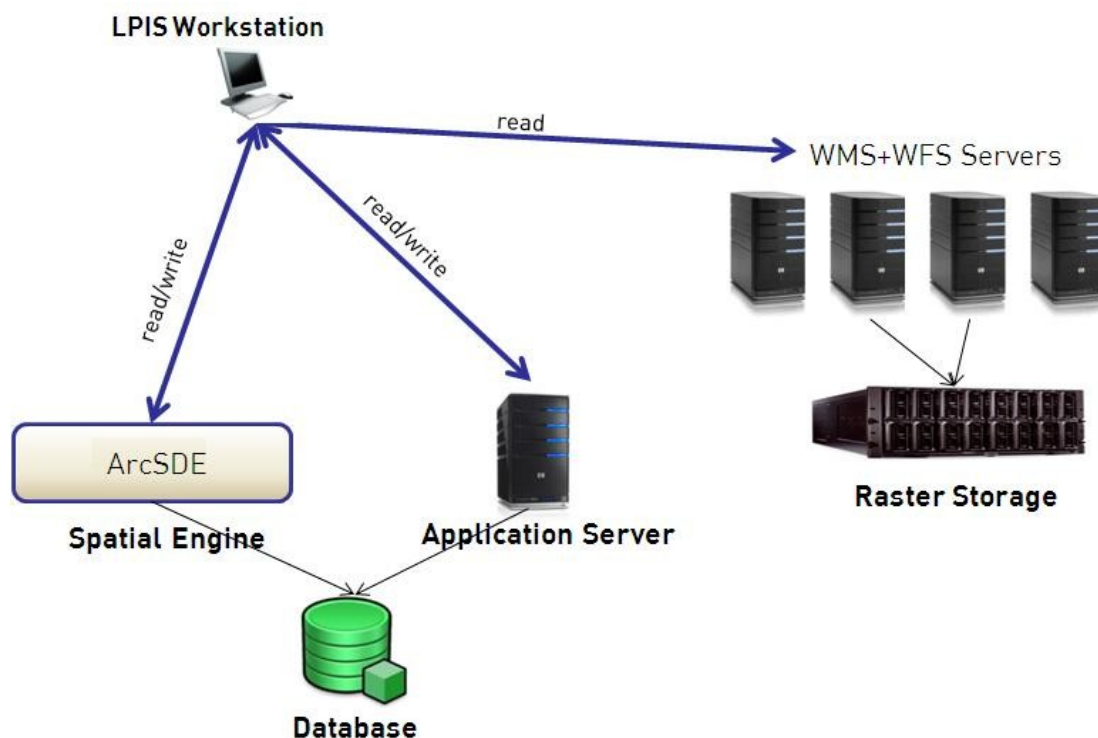 LPIS Workstation
read
WMS+WFS Servers
read/write
read/write
ArcSDE
Spatial Engine
Application Server
Raster Storage
Database